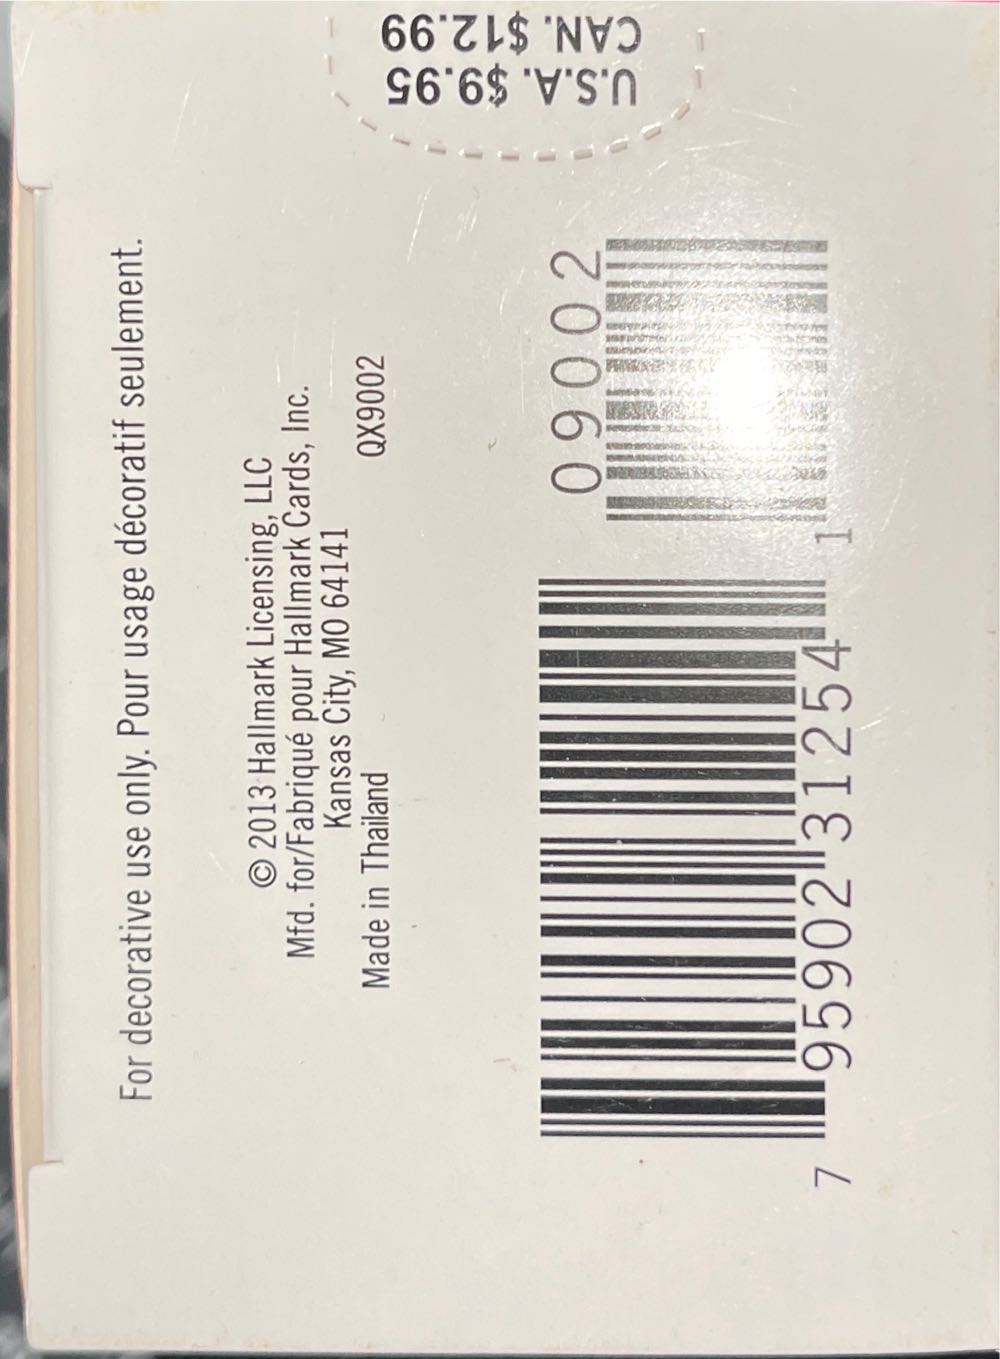 U.S.A. $9.95
CAN. $12.99
For decorative use only. Pour usage décoratif seulement.
© 2013 Hallmark Licensing, LLC
Mfd. for/Fabriqué pour Hallmark Cards, Inc.
Kansas City, MO 64141
Made in Thailand QX9002
09002
7 95902 31254 1